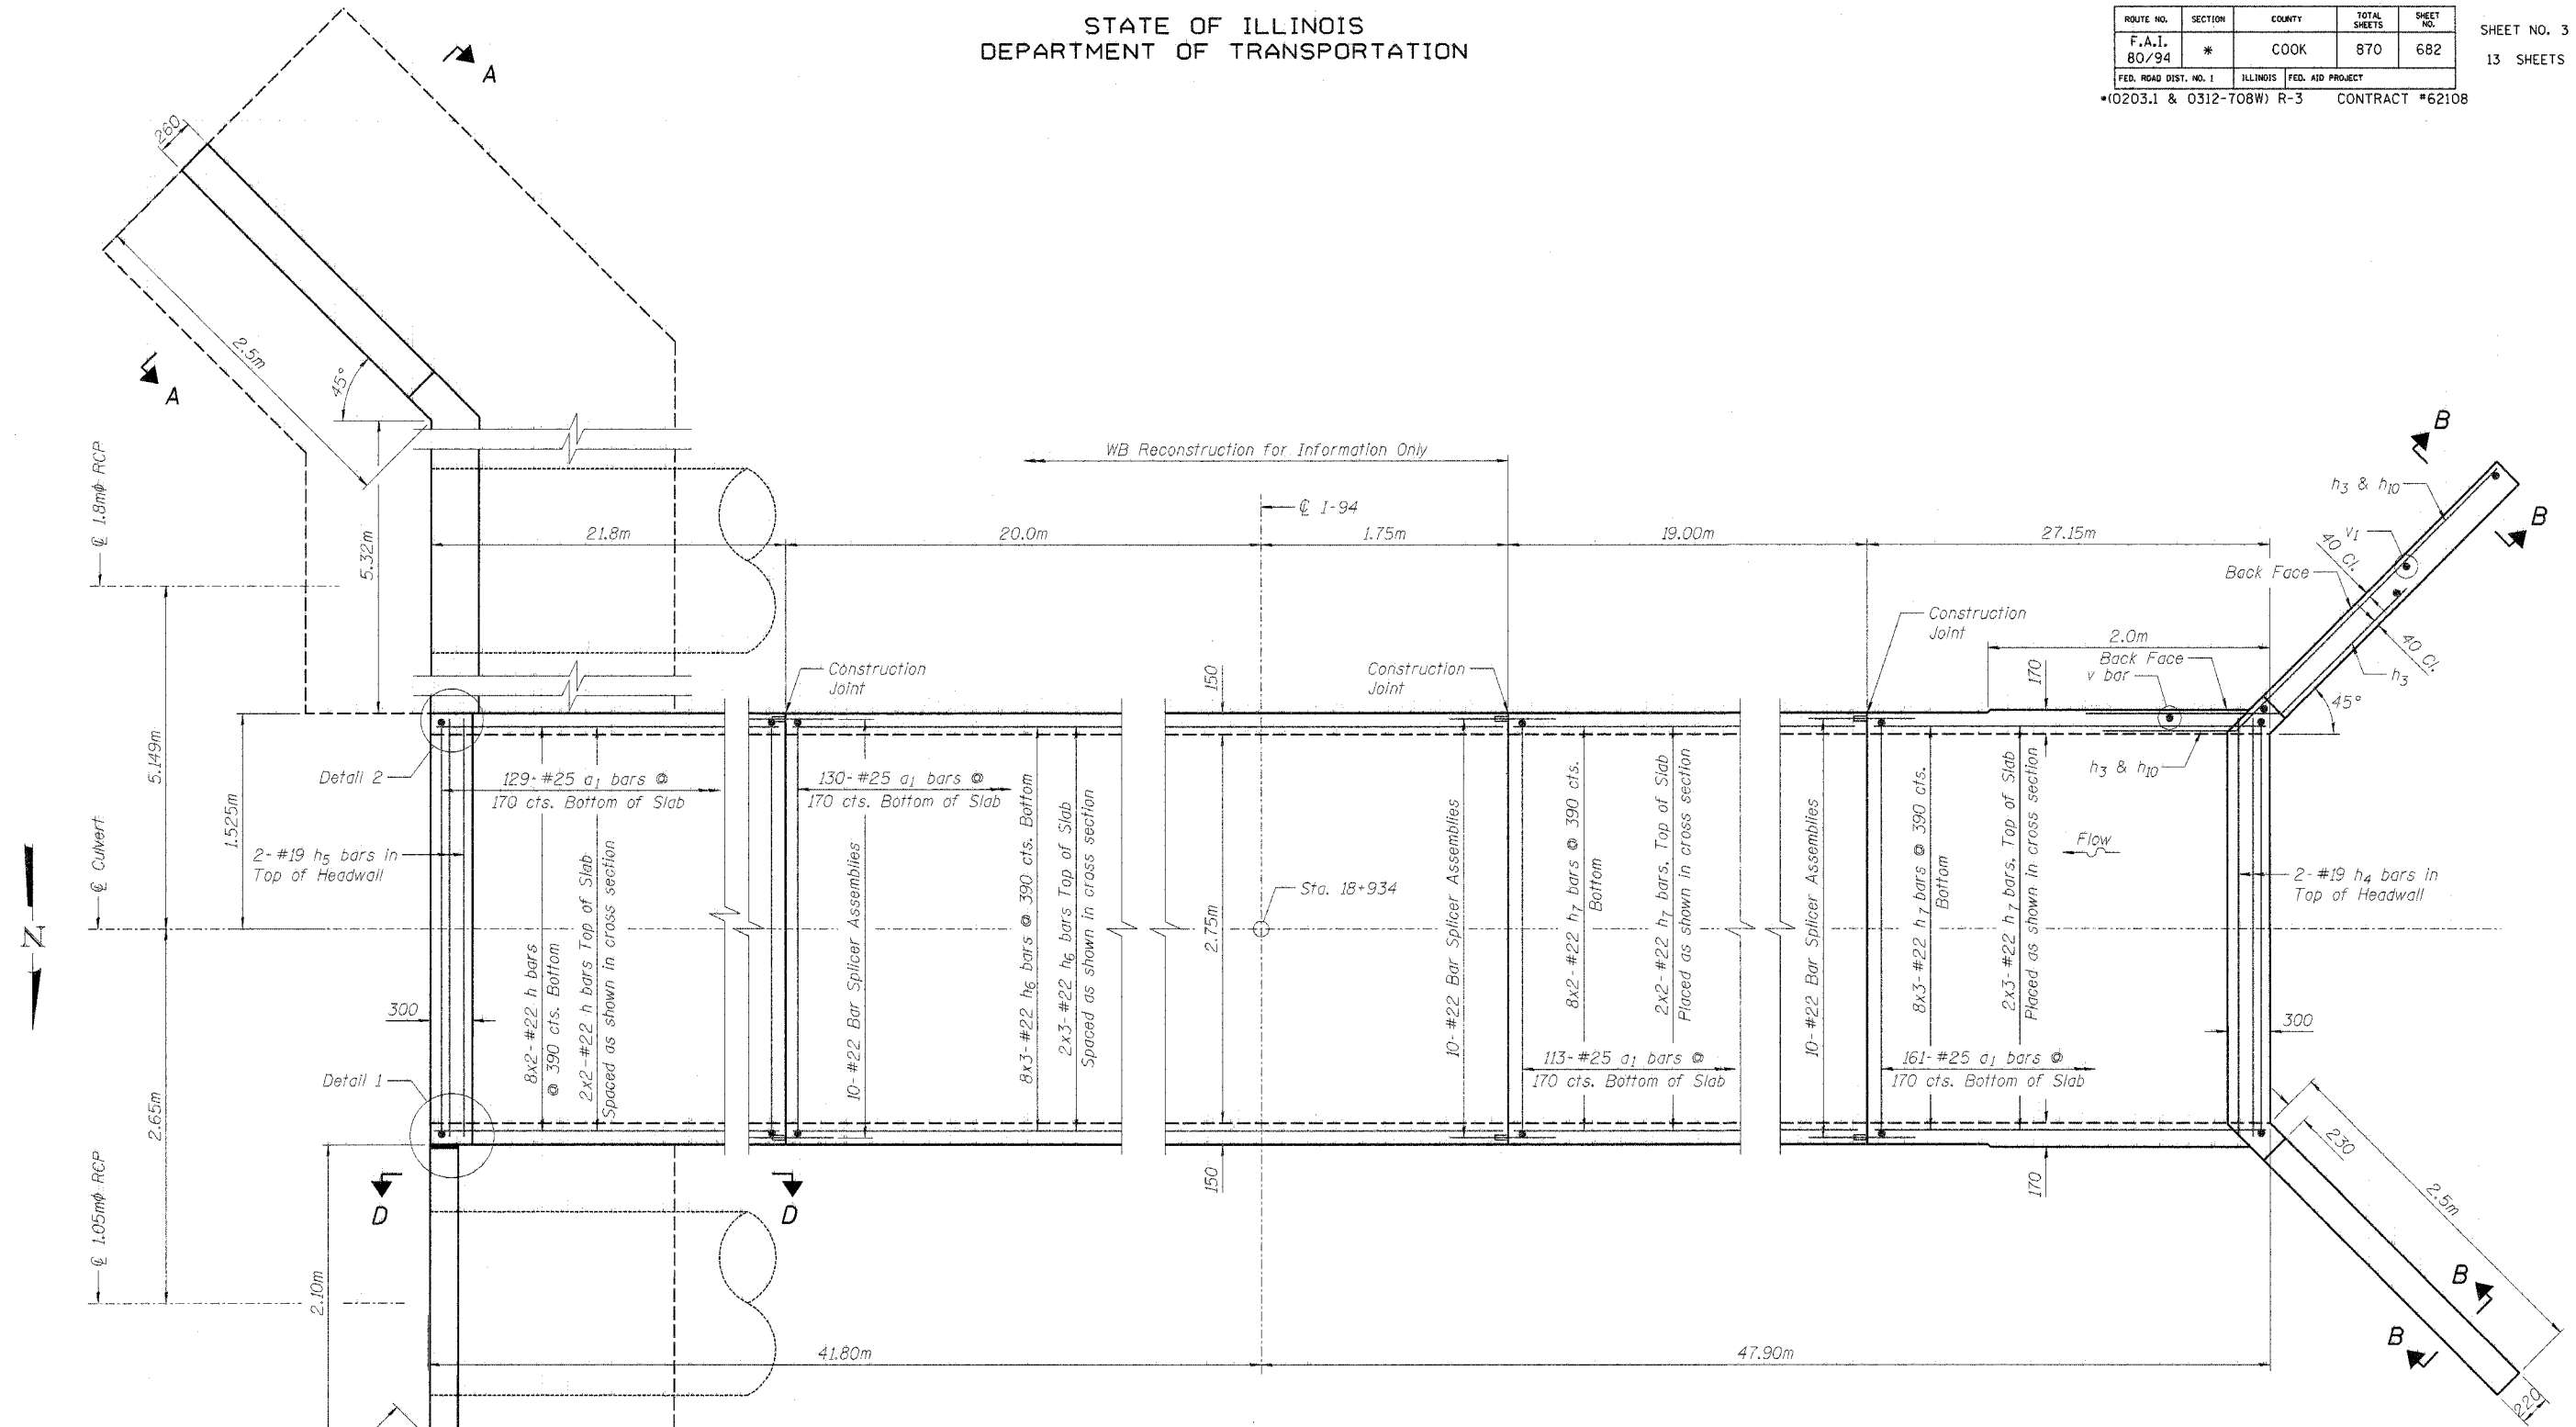 STATE OF ILLINOIS
DEPARTMENT OF TRANSPORTATION
ROUTE NO.
SECTION
COUNTY
TOTAL SHEETS
SHEET NO.
F.A.I. 80/94
*
COOK
870
682
FED. ROAD DIST. NO. 1
ILLINOIS
FED. AID PROJECT
*(0203.1 & 0312-708W) R-3
CONTRACT #62108
SHEET NO. 3
13 SHEETS
A
260
A
2.5m
45°
B
℄ 1.8mϕ RCP
WB Reconstruction for Information Only
h3 & h10
B
℄ I-94
5.32m
21.8m
20.0m
1.75m
19.00m
27.15m
V1
40 Cl.
Back Face
Construction
Joint
2.0m
40 Cl.
Back Face
v bar
h3
170
45°
Construction
Joint
150
Construction
Joint
5.149m
1.525m
Detail 2
129-#25 a1 bars @
170 cts. Bottom of Slab
130-#25 a1 bars @
170 cts. Bottom of Slab
h3 & h10
Flow
℄ Culvert
2-#19 h5 bars in
Top of Headwall
8x2-#22 h bars
@ 390 cts. Bottom
2x2-#22 h bars Top of Slab
Spaced as shown in cross section
10-#22 Bar Splicer Assemblies
8x3-#22 h6 bars @ 390 cts. Bottom
2x3-#22 h6 bars Top of Slab
Spaced as shown in cross section
2.75m
Sta. 18+934
10-#22 Bar Splicer Assemblies
8x2-#22 h7 bars @ 390 cts.
Bottom
2x2-#22 h7 bars, Top of Slab
Placed as shown in cross section
10-#22 Bar Splicer Assemblies
8x3-#22 h7 bars @ 390 cts.
Bottom
2x3-#22 h7 bars, Top of Slab
Placed as shown in cross section
2-#19 h4 bars in
Top of Headwall
N
300
300
113-#25 a1 bars @
170 cts. Bottom of Slab
161-#25 a1 bars @
170 cts. Bottom of Slab
Detail 1
2.65m
℄ 1.05mϕ RCP
D
D
150
170
230
2.5m
2.10m
B
B
41.80m
47.90m
220